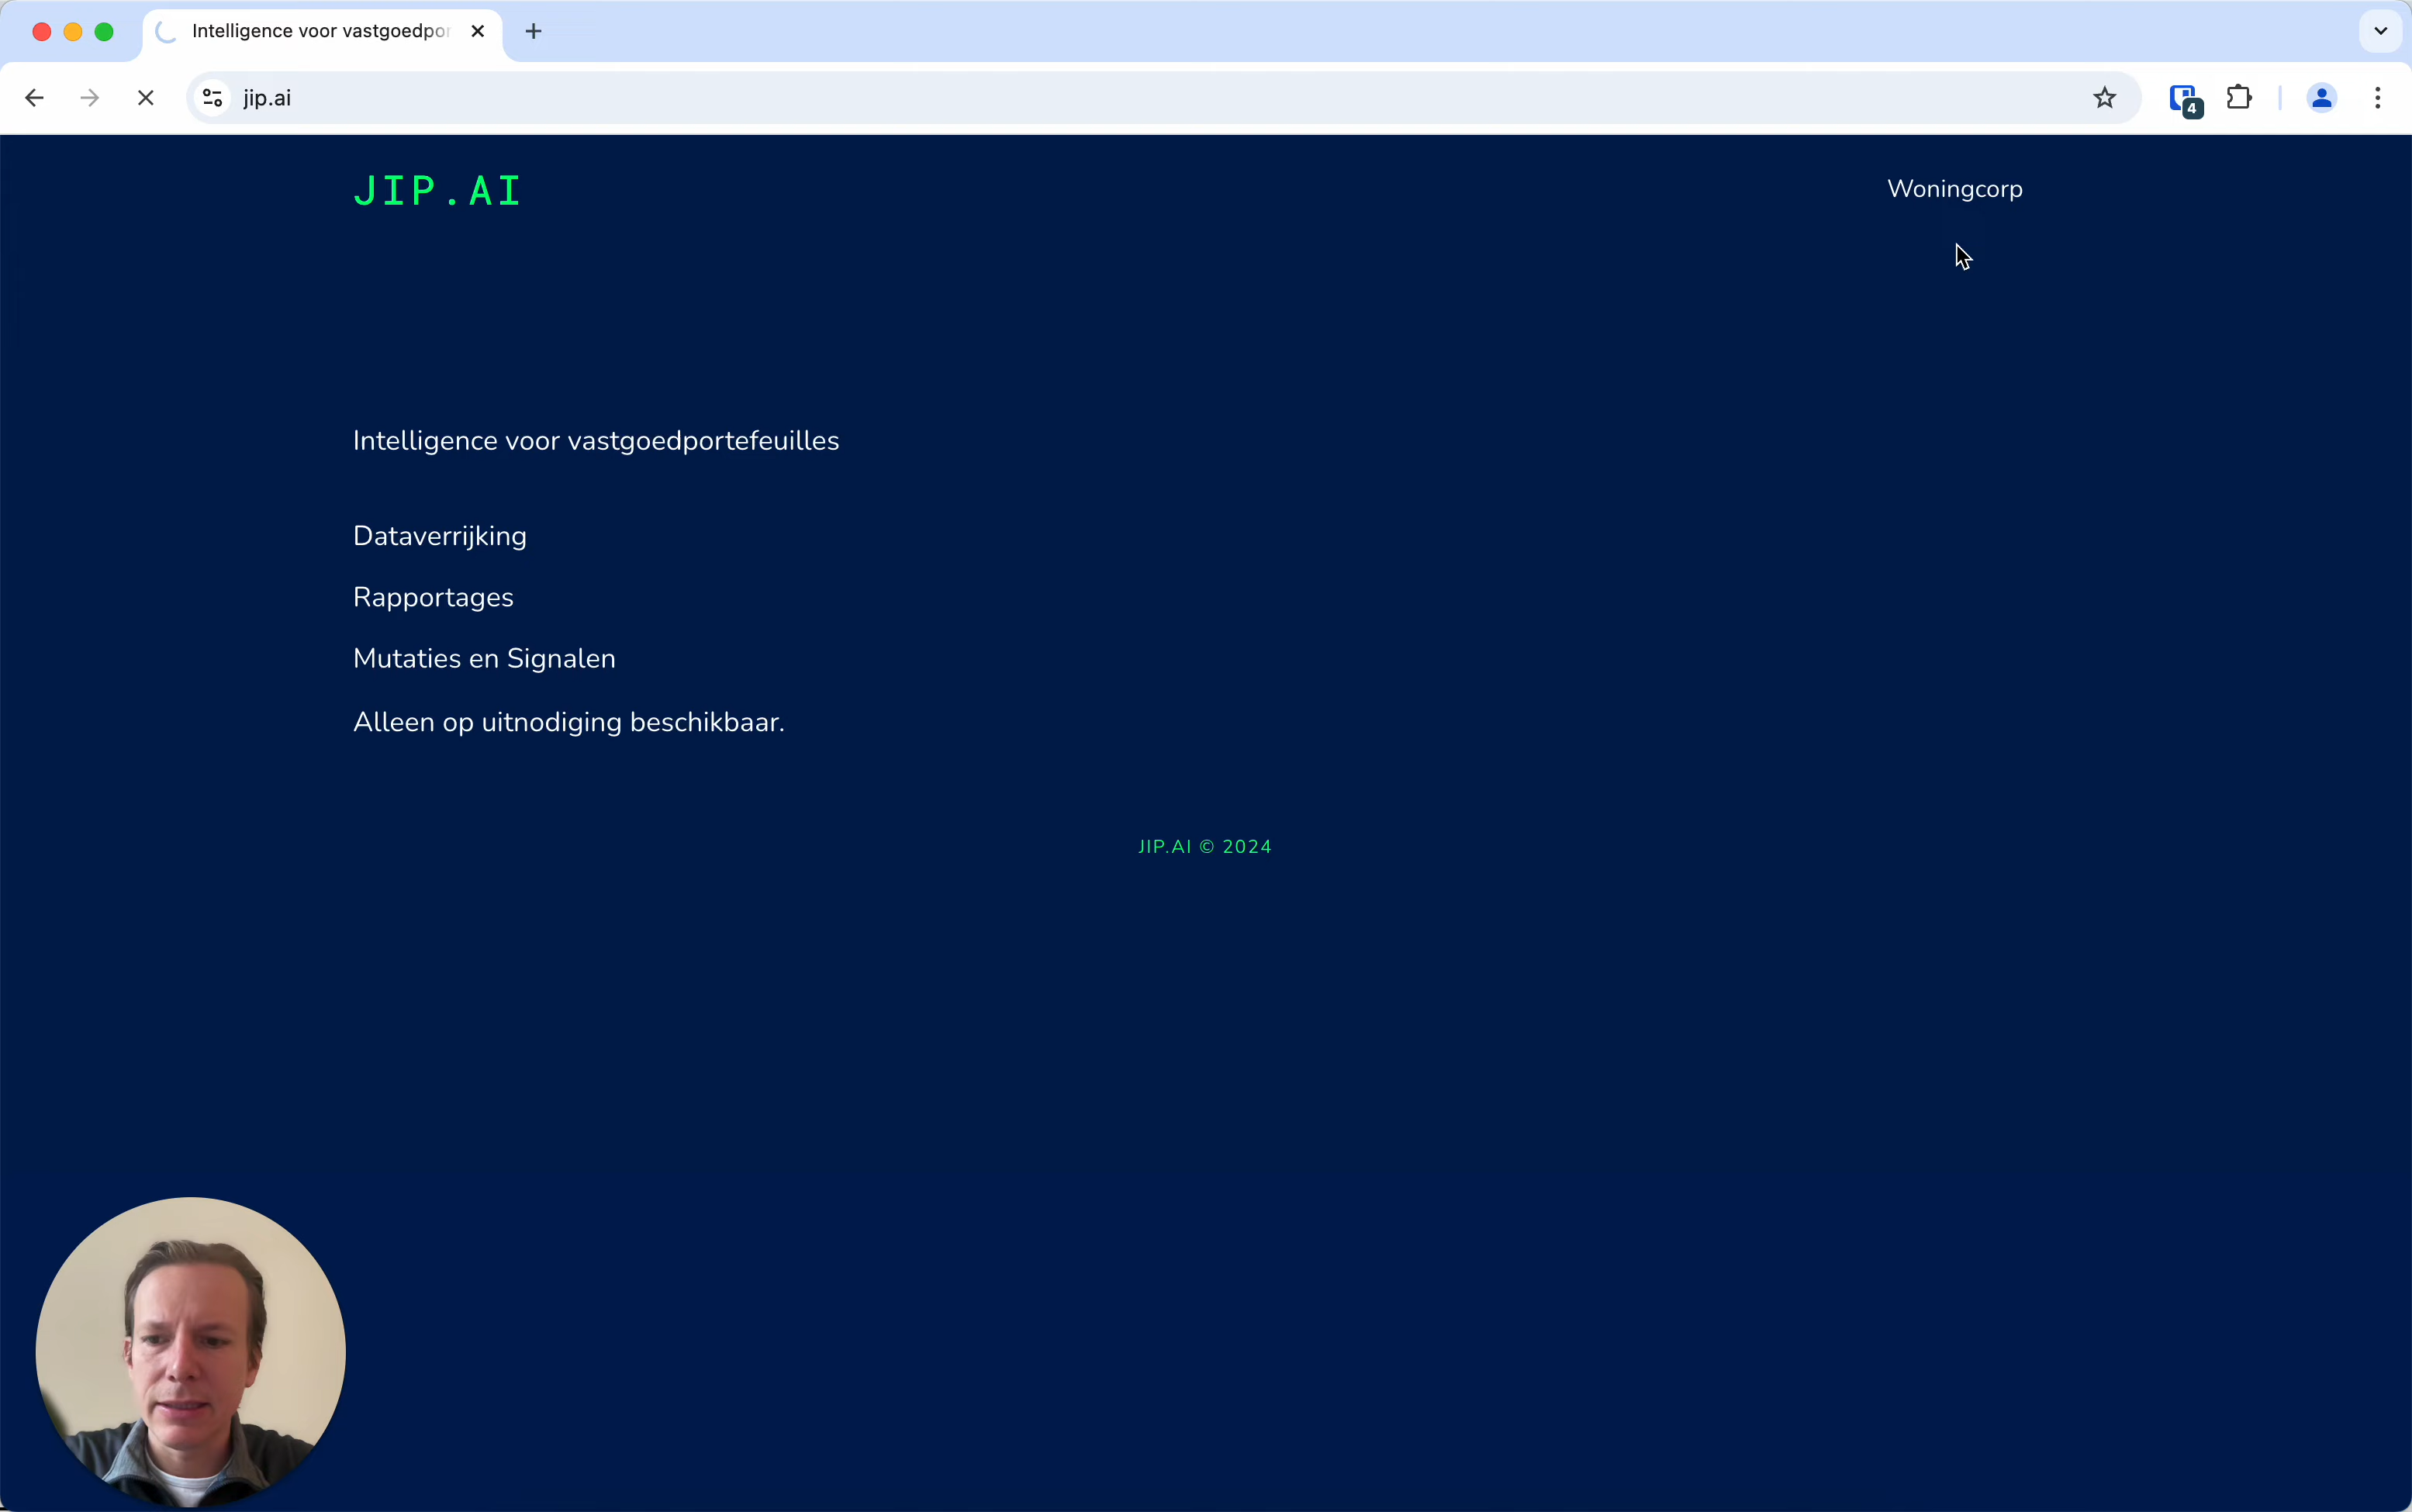 Intelligence voor vastgoedpor
jip.ai
4
JIP.AI
Woningcorp
Intelligence voor vastgoedportefeuilles
Dataverrijking
Rapportages
Mutaties en Signalen
Alleen op uitnodiging beschikbaar.
JIP.AI © 2024